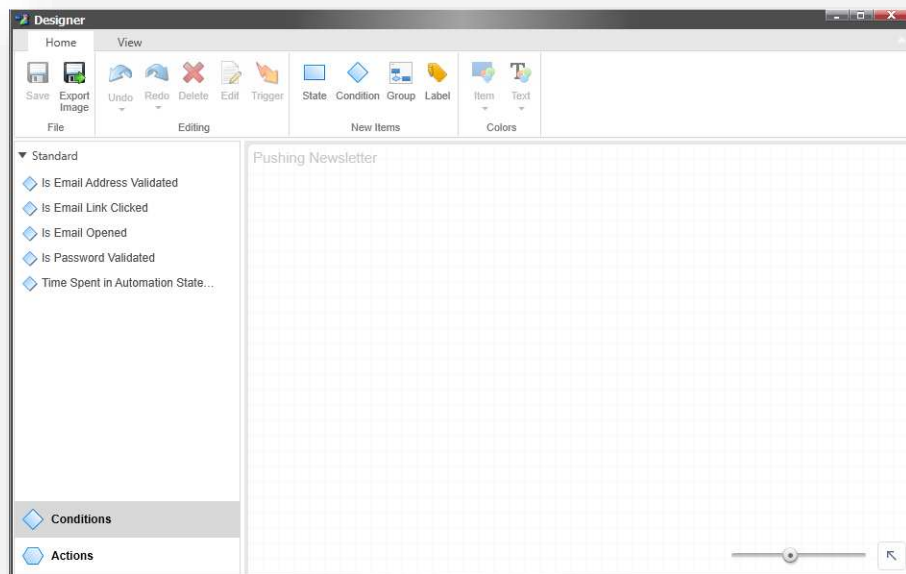 Designer
Home View
Save Export Image Undo Redo Delete Edit Trigger State Condition Group Label Item Text
File Editing New Items Colors
Standard
Pushing Newsletter
Is Email Address Validated
Is Email Link Clicked
Is Email Opened
Is Password Validated
Time Spent in Automation State...
Conditions
Actions